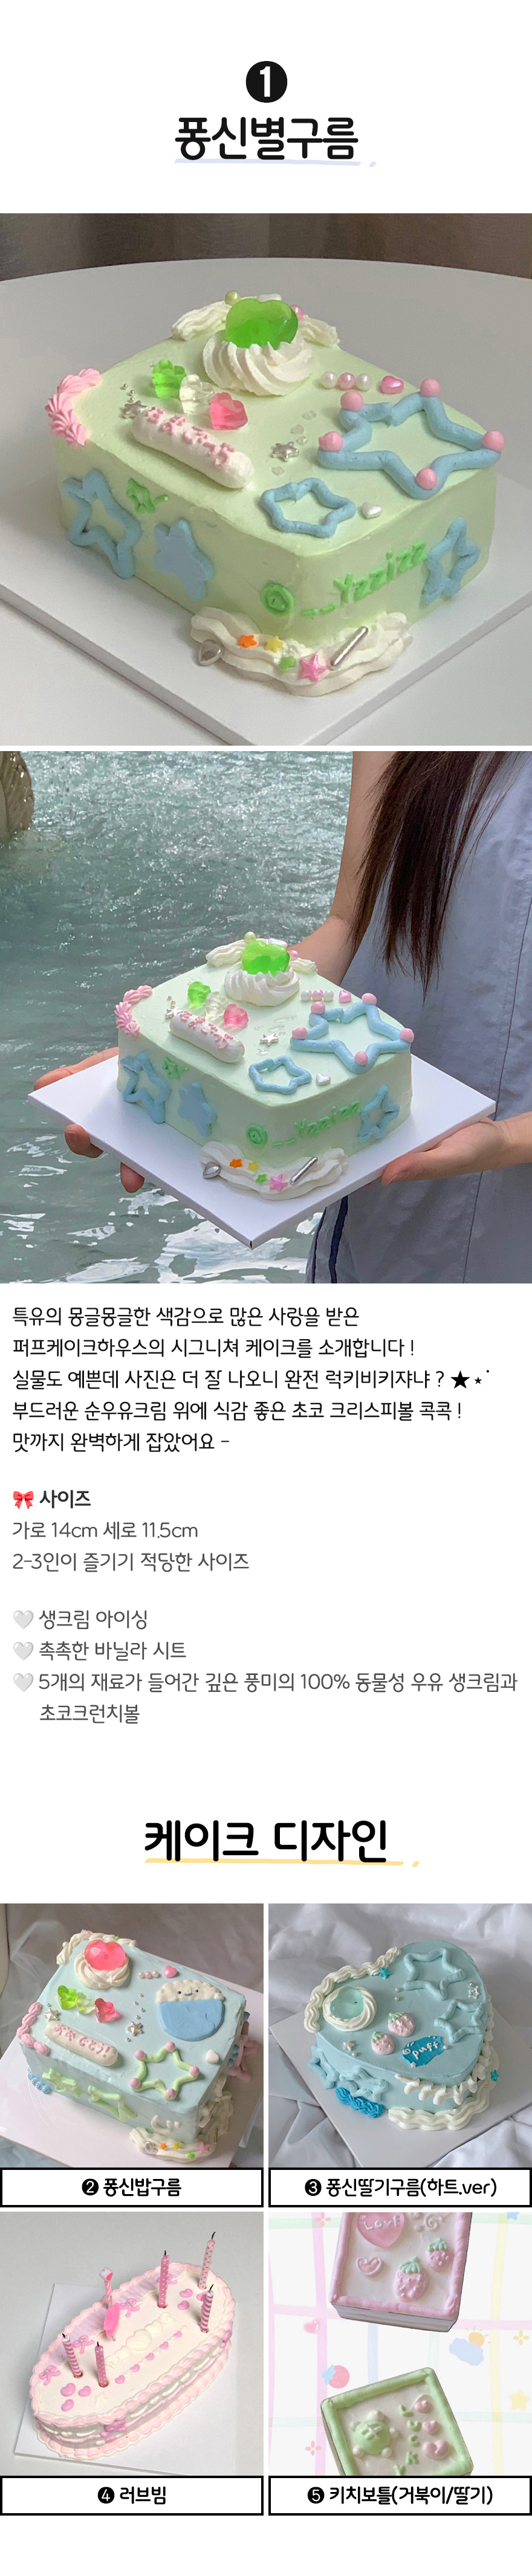 1
퐁신별구름
특유의 몽글몽글한 색감으로 많은 사랑을 받은
퍼프케이크하우스의 시그니쳐 케이크를 소개합니다 !
실물도 예쁜데 사진은 더 잘 나오니 완전 럭키비키쟈냐 ? ★⋆˙
부드러운 순우유크림 위에 식감 좋은 초코 크리스피볼 콕콕 !
맛까지 완벽하게 잡았어요 -
🎀 사이즈
가로 14cm 세로 11.5cm
2-3인이 즐기기 적당한 사이즈
🤍 생크림 아이싱
🤍 촉촉한 바닐라 시트
🤍 5개의 재료가 들어간 깊은 풍미의 100% 동물성 우유 생크림과
초코크런치볼
케이크 디자인
puff
❷ 퐁신밥구름
❸ 퐁신딸기구름(하트.ver)
❹ 러브빔
❺ 키치보틀(거북이/딸기)